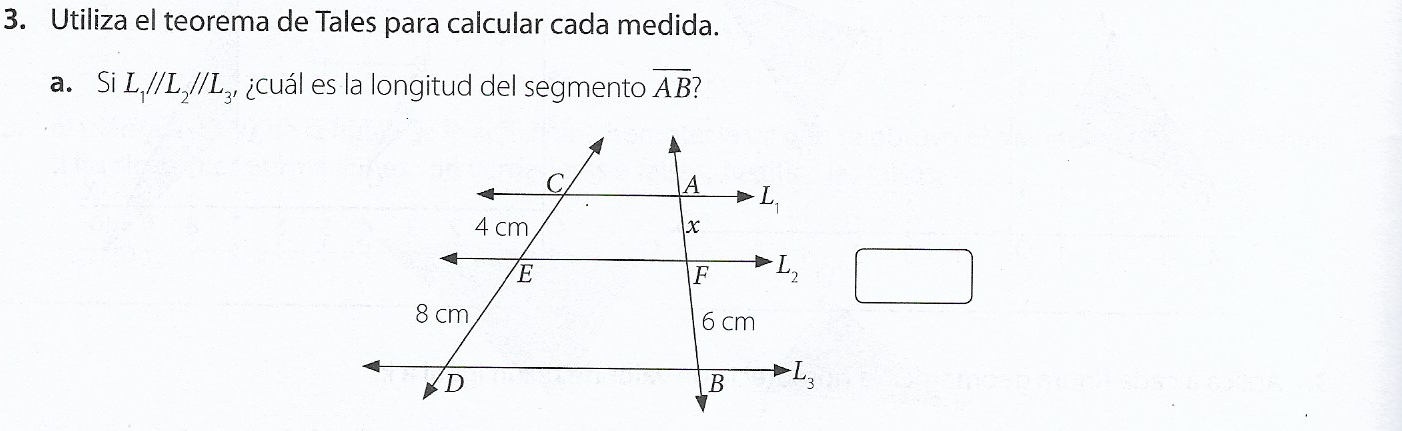 3. Utiliza el teorema de Tales para calcular cada medida.
a. Si L₁//L₂//L₃, ¿cuál es la longitud del segmento A̅B̅?
C A L₁
4 cm x
E F L₂
8 cm 6 cm
D B L₃